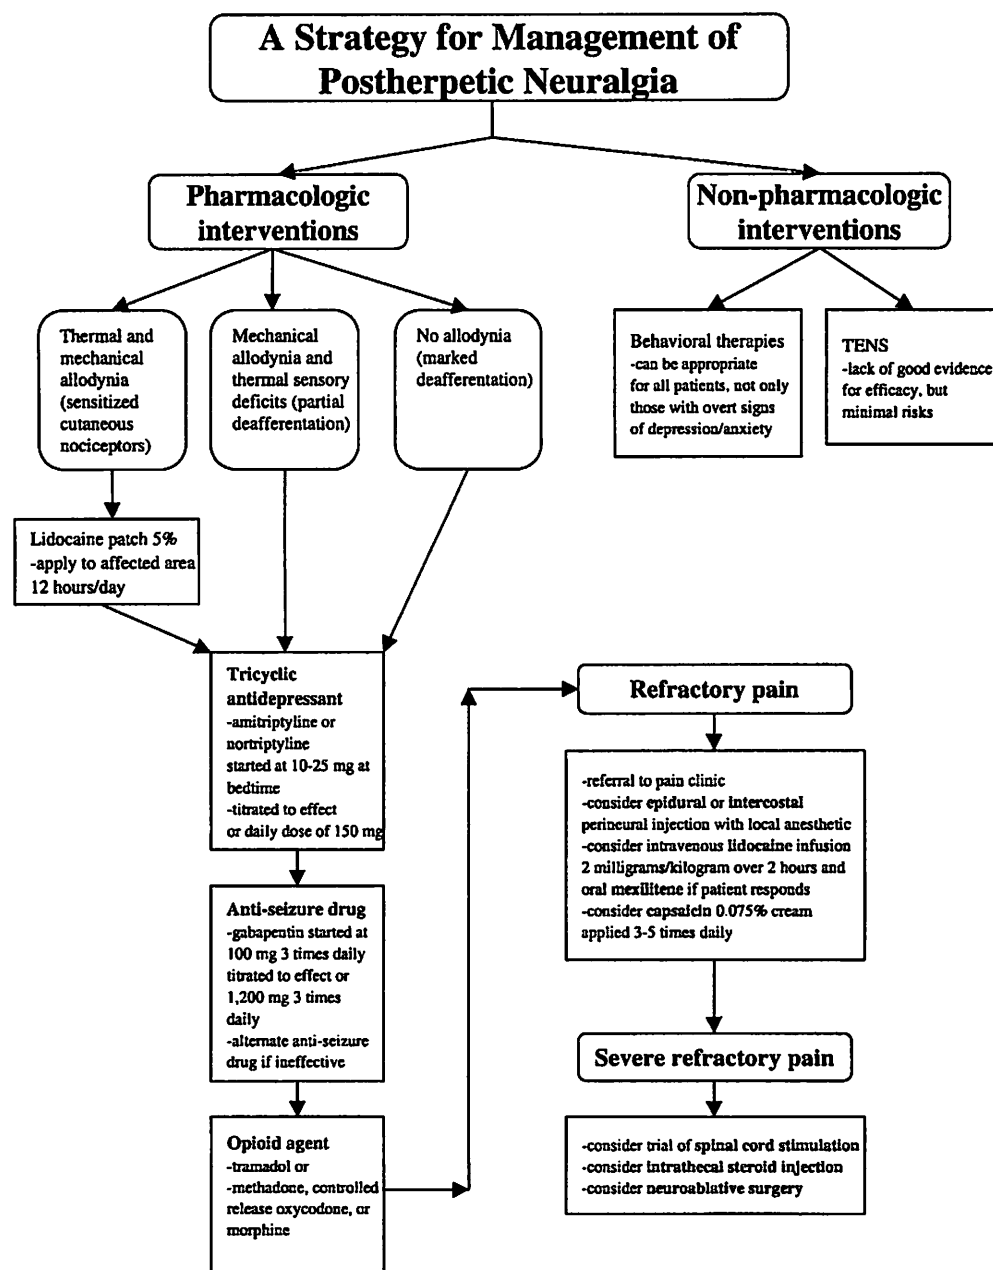 A Strategy for Management of
Postherpetic Neuralgia
Pharmacologic
interventions
Non-pharmacologic
interventions
Thermal and
mechanical
allodynia
(sensitized
cutaneous
nociceptors)
Mechanical
allodynia and
thermal sensory
deficits (partial
deafferentation)
No allodynia
(marked
deafferentation)
Behavioral therapies
-can be appropriate
for all patients, not only
those with overt signs
of depression/anxiety
TENS
-lack of good evidence
for efficacy, but
minimal risks
Lidocaine patch 5%
-apply to affected area
12 hours/day
Tricyclic
antidepressant
-amitriptyline or
nortriptyline
started at 10-25 mg at
bedtime
-titrated to effect
or daily dose of 150 mg
Anti-seizure drug
-gabapentin started at
100 mg 3 times daily
titrated to effect or
1,200 mg 3 times
daily
-alternate anti-seizure
drug if ineffective
Opioid agent
-tramadol or
-methadone, controlled
release oxycodone, or
morphine
Refractory pain
-referral to pain clinic
-consider epidural or intercostal
perineural injection with local anesthetic
-consider intravenous lidocaine infusion
2 milligrams/kilogram over 2 hours and
oral mexilitene if patient responds
-consider capsaicin 0.075% cream
applied 3-5 times daily
Severe refractory pain
-consider trial of spinal cord stimulation
-consider intrathecal steroid injection
-consider neuroablative surgery